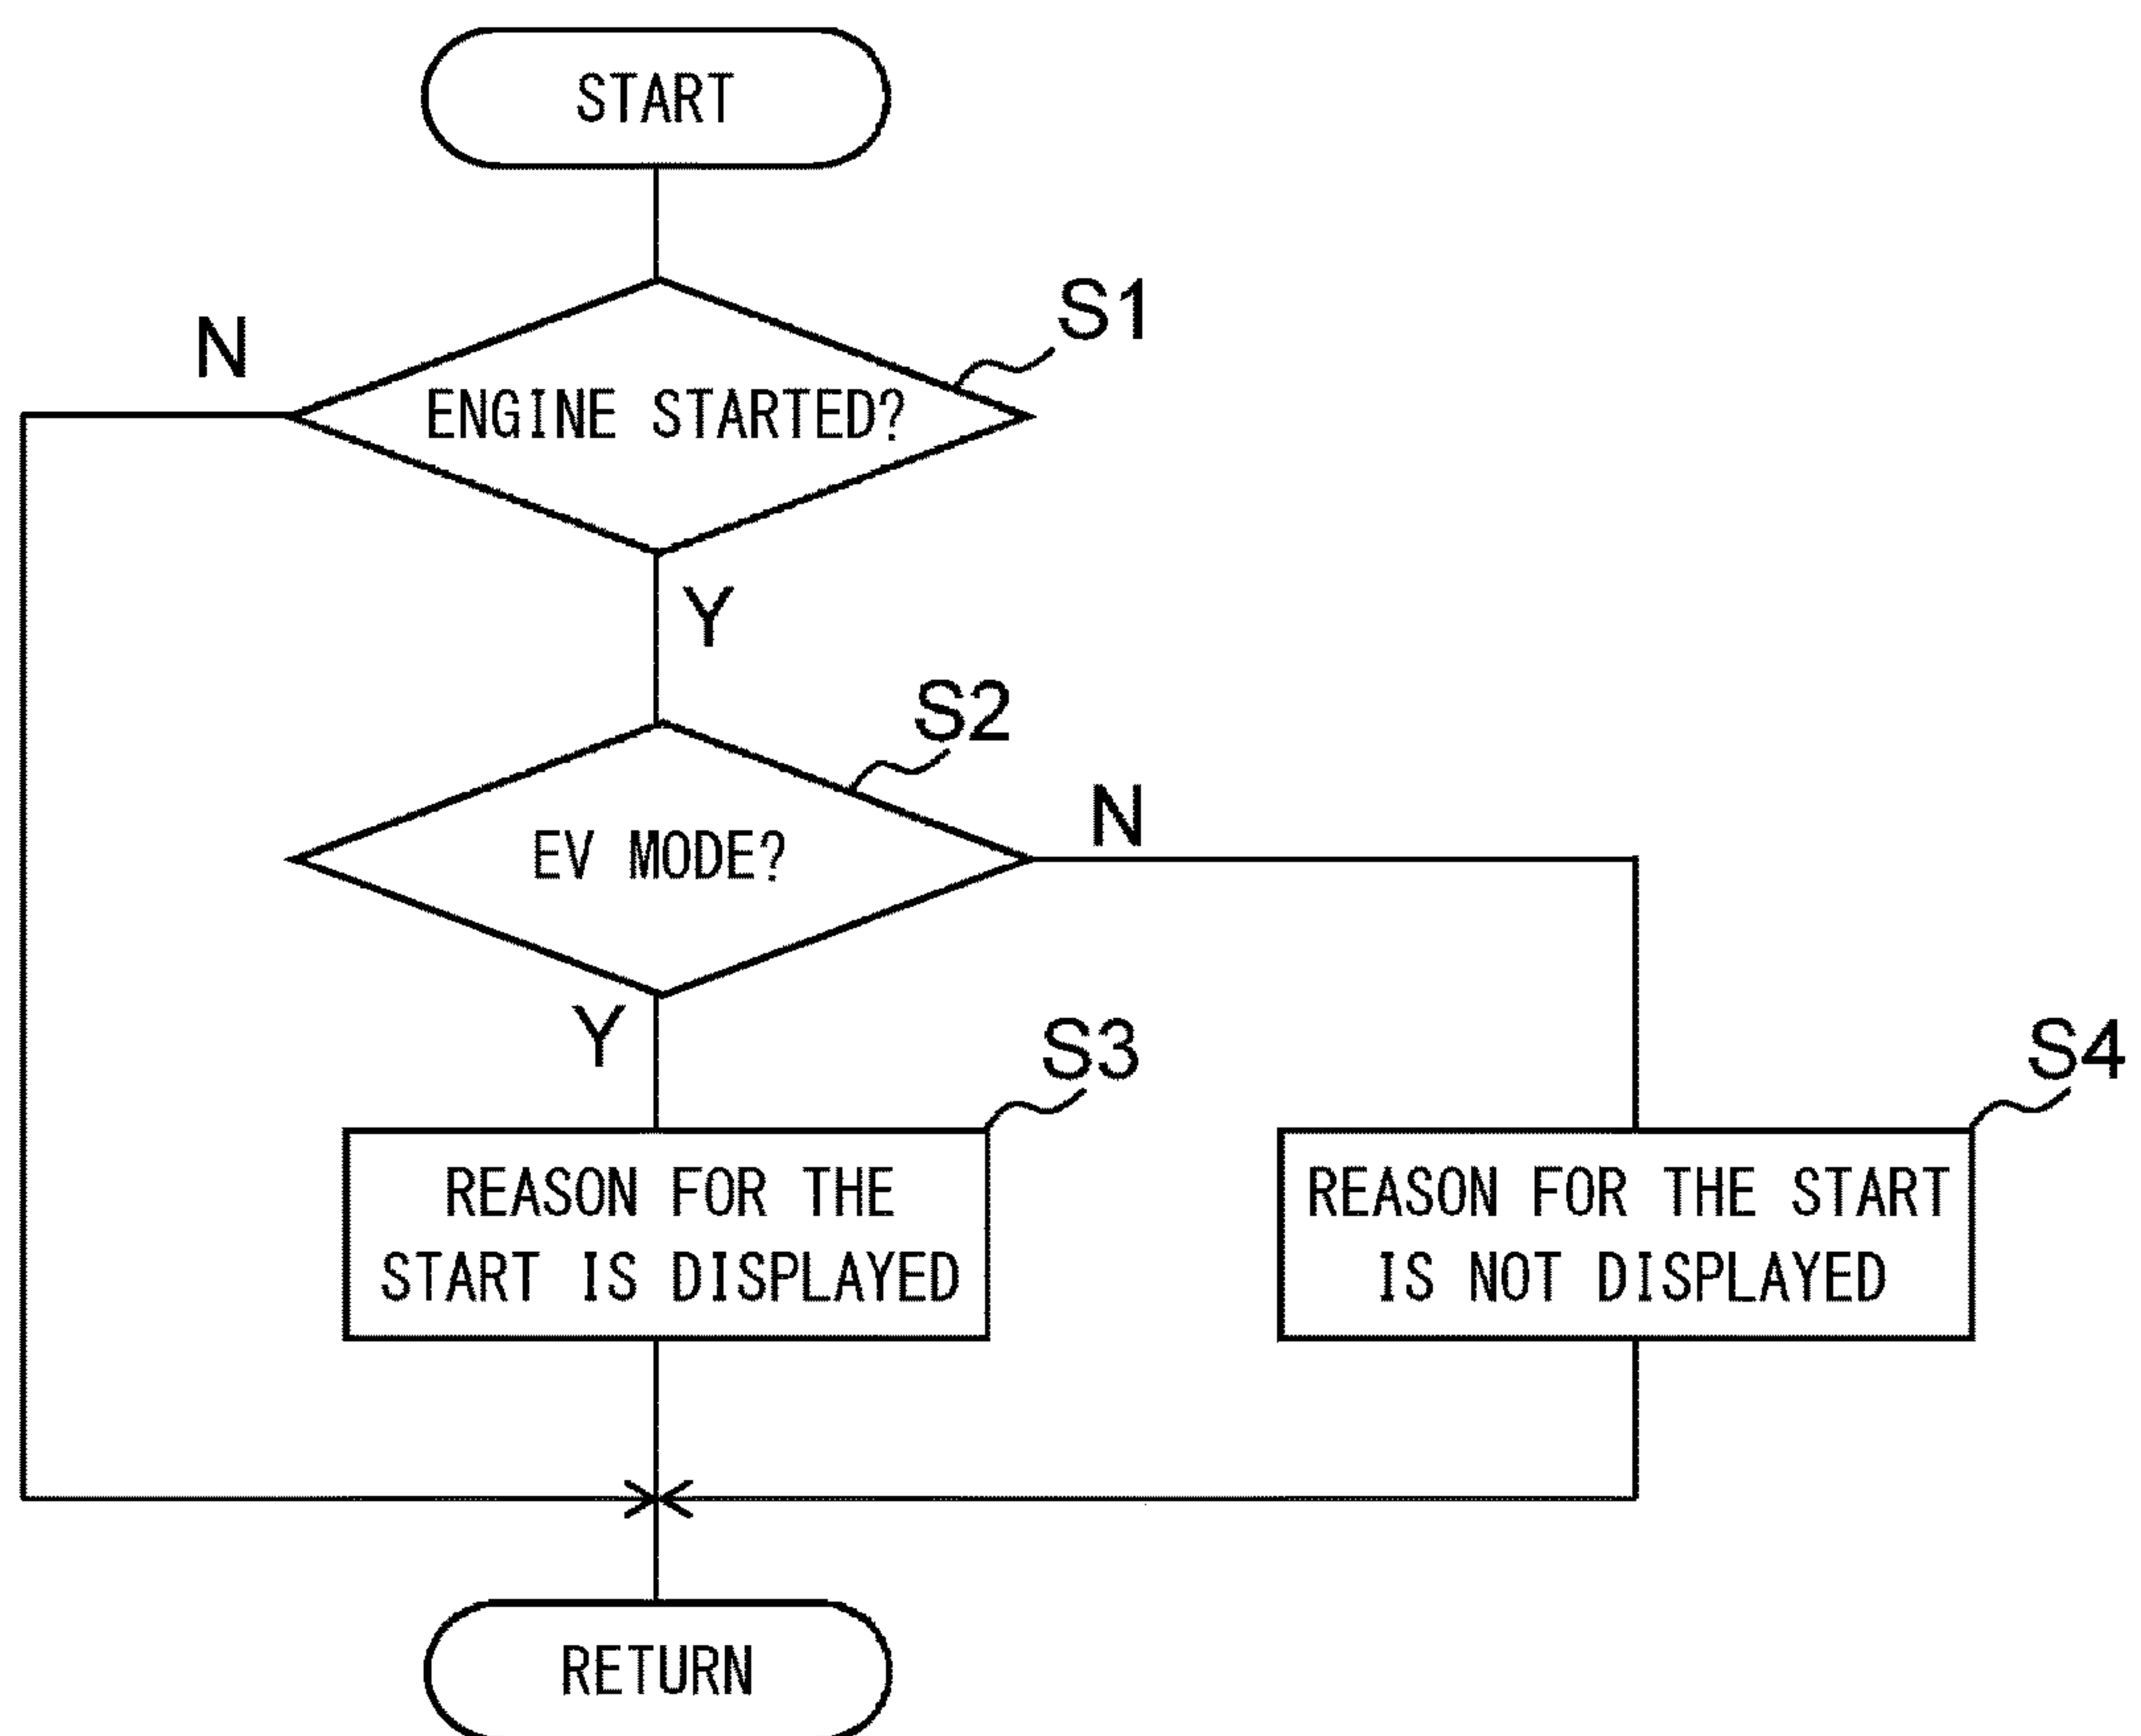 START
S1
N
ENGINE STARTED?
Y
S2
N
EV MODE?
Y
S3
S4
REASON FOR THE
START IS DISPLAYED
REASON FOR THE START
IS NOT DISPLAYED
RETURN